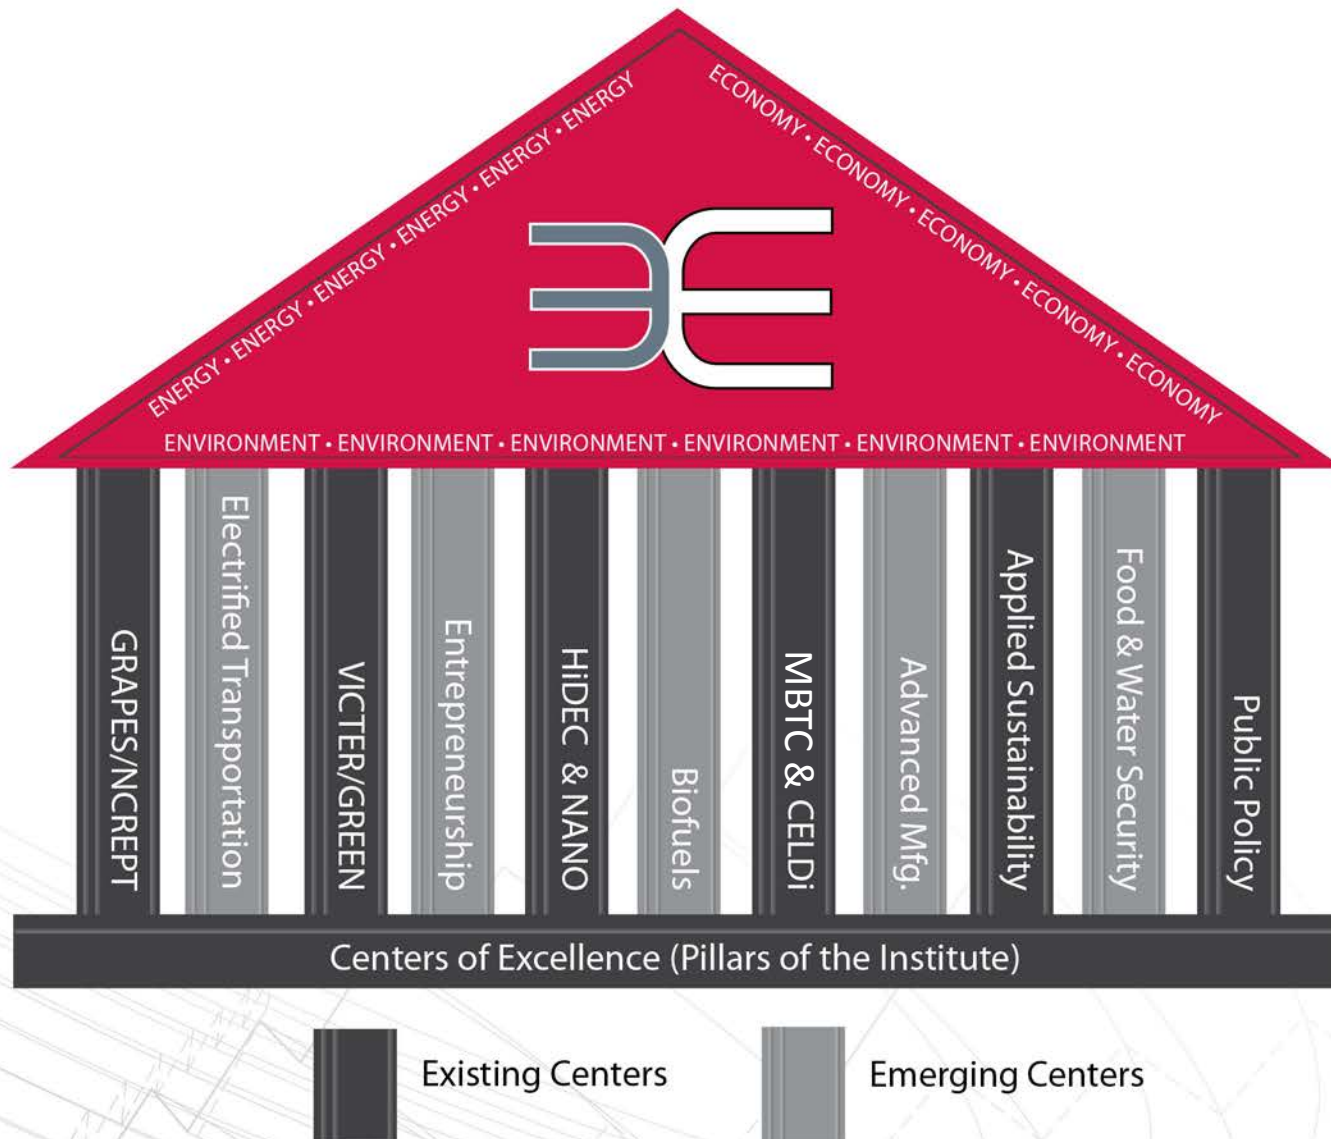 ENERGY • ENERGY • ENERGY • ENERGY • ENERGY • ENERGY
ECONOMY • ECONOMY • ECONOMY • ECONOMY • ECONOMY
ENVIRONMENT • ENVIRONMENT • ENVIRONMENT • ENVIRONMENT • ENVIRONMENT • ENVIRONMENT
GRAPES/NCREPT
Electrified Transportation
VICTER/GREEN
Entrepreneurship
HiDEC & NANO
Biofuels
MBTC & CELDi
Advanced Mfg.
Applied Sustainability
Food & Water Security
Public Policy
Centers of Excellence (Pillars of the Institute)
Existing Centers
Emerging Centers